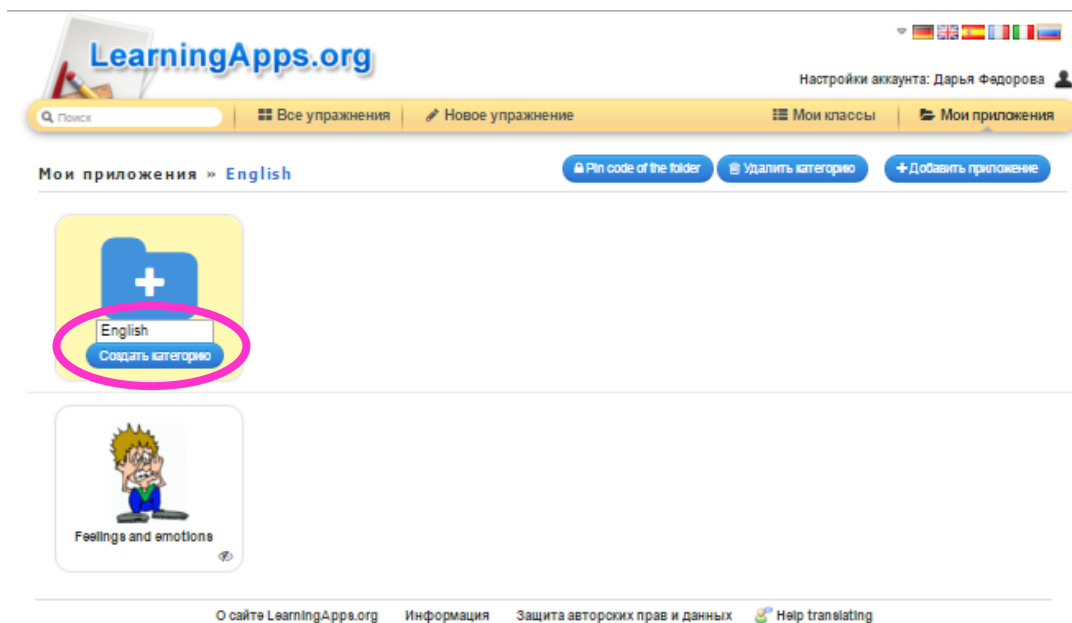 LearningApps.org
Настройки аккаунта: Дарья Федорова
Поиск
Все упражнения
Новое упражнение
Мои классы
Мои приложения
Мои приложения » English
Pin code of the folder
Удалить категорию
Добавить приложение
English
Создать категорию
Feelings and emotions
О сайте LearningApps.org Информация Защита авторских прав и данных Help translating